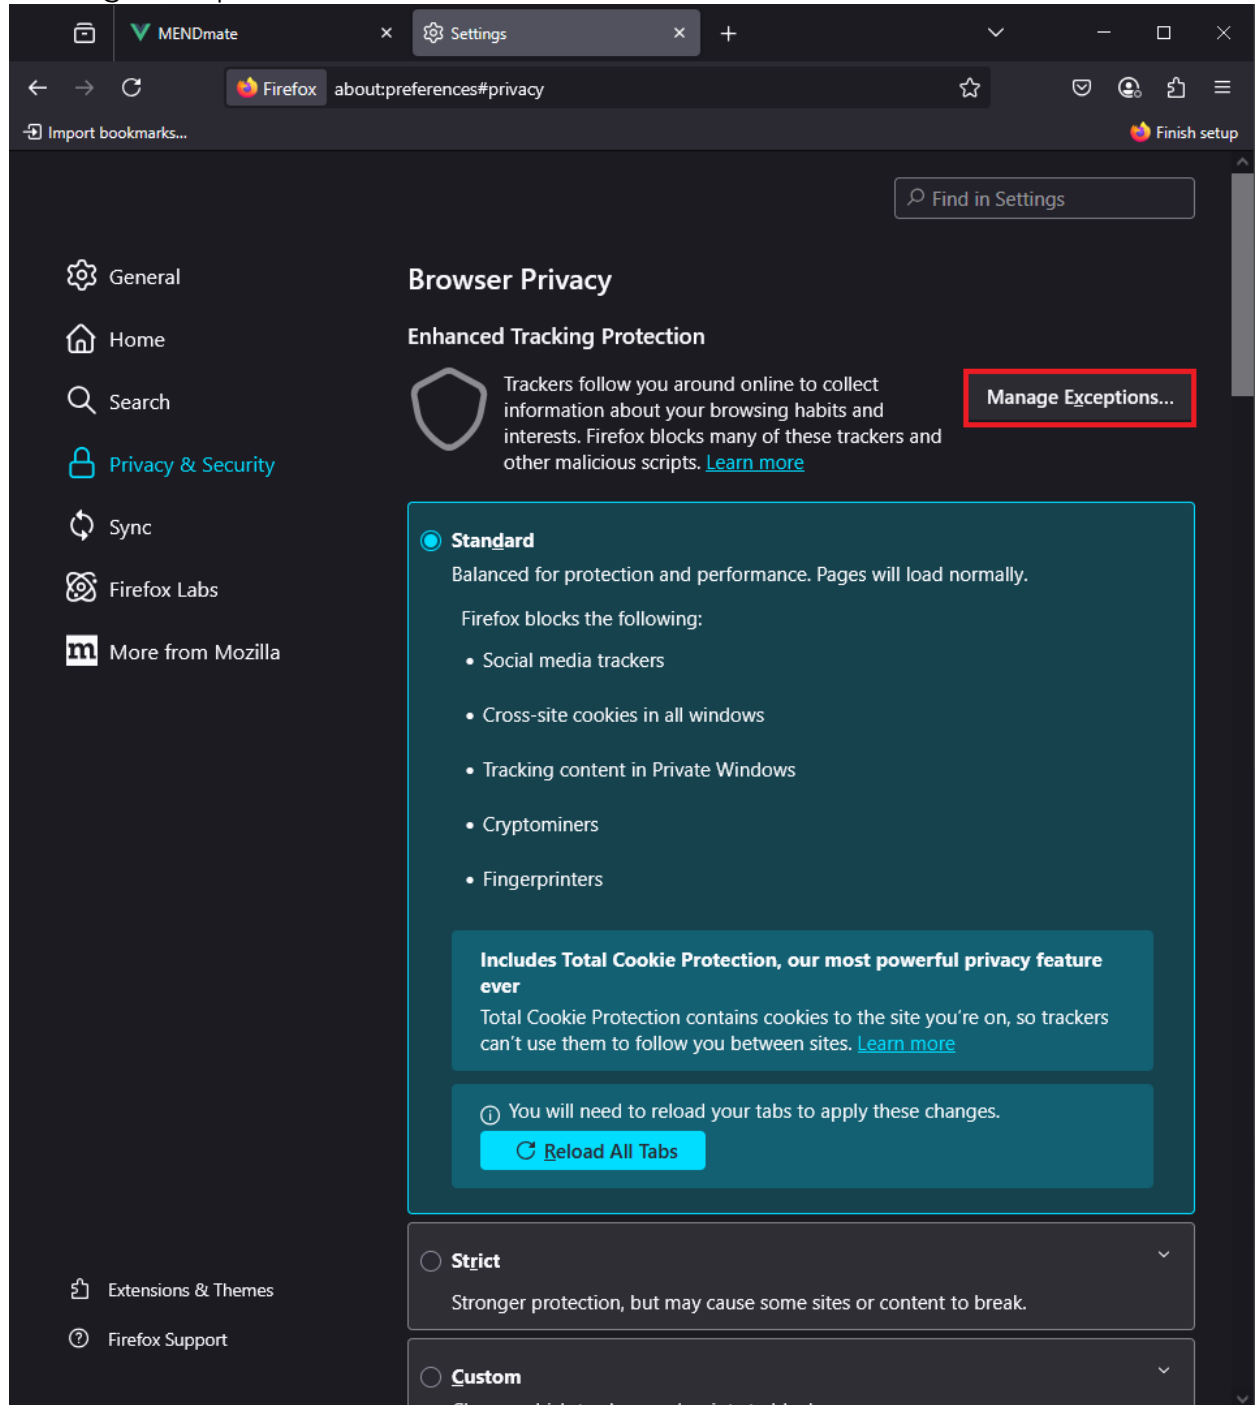 MENDmate
Settings
Firefox about:preferences#privacy
Import bookmarks...
Finish setup
Find in Settings
General
Home
Search
Privacy & Security
Sync
Firefox Labs
m More from Mozilla
Extensions & Themes
Firefox Support
Browser Privacy
Enhanced Tracking Protection
Trackers follow you around online to collect
information about your browsing habits and
interests. Firefox blocks many of these trackers and
other malicious scripts. Learn more
Manage Exceptions...
Standard
Balanced for protection and performance. Pages will load normally.
Firefox blocks the following:
• Social media trackers
• Cross-site cookies in all windows
• Tracking content in Private Windows
• Cryptominers
• Fingerprinters
Includes Total Cookie Protection, our most powerful privacy feature
ever
Total Cookie Protection contains cookies to the site you’re on, so trackers
can’t use them to follow you between sites. Learn more
You will need to reload your tabs to apply these changes.
Reload All Tabs
Strict
Stronger protection, but may cause some sites or content to break.
Custom